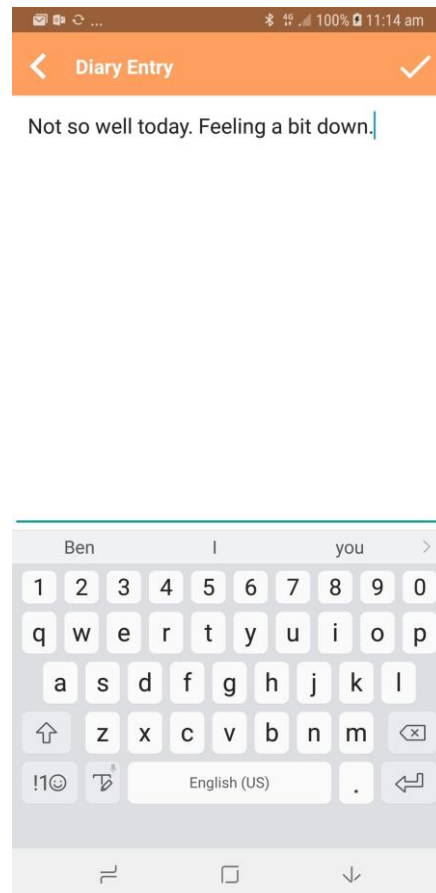 4G 100% 11:14 am
Diary Entry
Not so well today. Feeling a bit down.
Ben I you
1 2 3 4 5 6 7 8 9 0
q w e r t y u i o p
a s d f g h j k l
z x c v b n m
!1☺ English (US) .